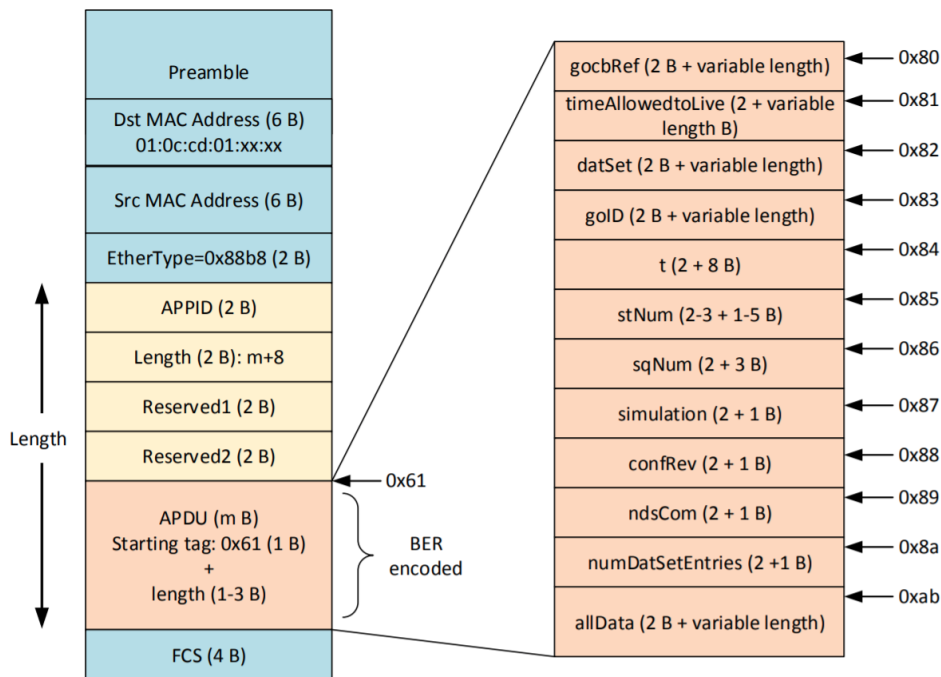 Preamble
Dst MAC Address (6 B)
01:0c:cd:01:xx:xx
Src MAC Address (6 B)
EtherType=0x88b8 (2 B)
APPID (2 B)
Length (2 B): m+8
Reserved1 (2 B)
Reserved2 (2 B)
Length
0x61
APDU (m B)
Starting tag: 0x61 (1 B)
+
length (1-3 B)
BER
encoded
FCS (4 B)
gocbRef (2 B + variable length)
0x80
timeAllowedtoLive (2 + variable
length B)
0x81
datSet (2 B + variable length)
0x82
goID (2 B + variable length)
0x83
t (2 + 8 B)
0x84
stNum (2-3 + 1-5 B)
0x85
sqNum (2 + 3 B)
0x86
simulation (2 + 1 B)
0x87
confRev (2 + 1 B)
0x88
ndsCom (2 + 1 B)
0x89
numDatSetEntries (2 +1 B)
0x8a
allData (2 B + variable length)
0xab